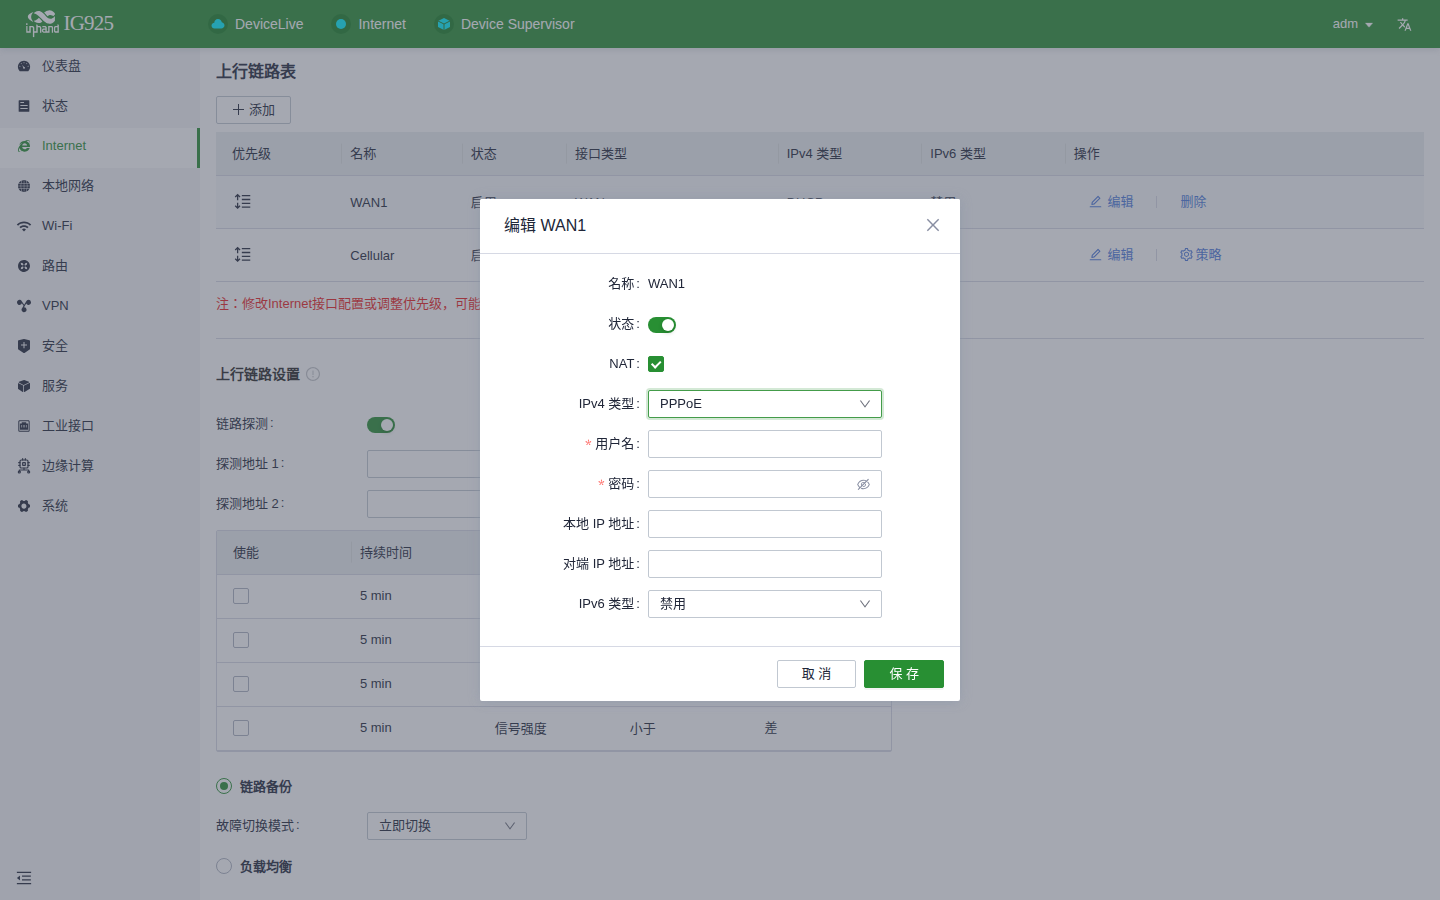 inhand IG925
DeviceLive
Internet
Device Supervisor
adm
仪表盘
状态
Internet
本地网络
Wi-Fi
路由
VPN
安全
服务
工业接口
边缘计算
系统
上行链路表
添加
优先级 名称 状态 接口类型 IPv4 类型 IPv6 类型 操作
WAN1 编辑 删除
Cellular 编辑 策略
注：修改Internet接口配置或调整优先级，可能
上行链路设置
链路探测:
探测地址 1:
探测地址 2:
使能 持续时间
5 min
5 min
5 min
5 min 信号强度 小于 差
链路备份
故障切换模式: 立即切换
负载均衡
编辑 WAN1
名称: WAN1
状态:
NAT:
IPv4 类型: PPPoE
* 用户名:
* 密码:
本地 IP 地址:
对端 IP 地址:
IPv6 类型: 禁用
取 消 保 存